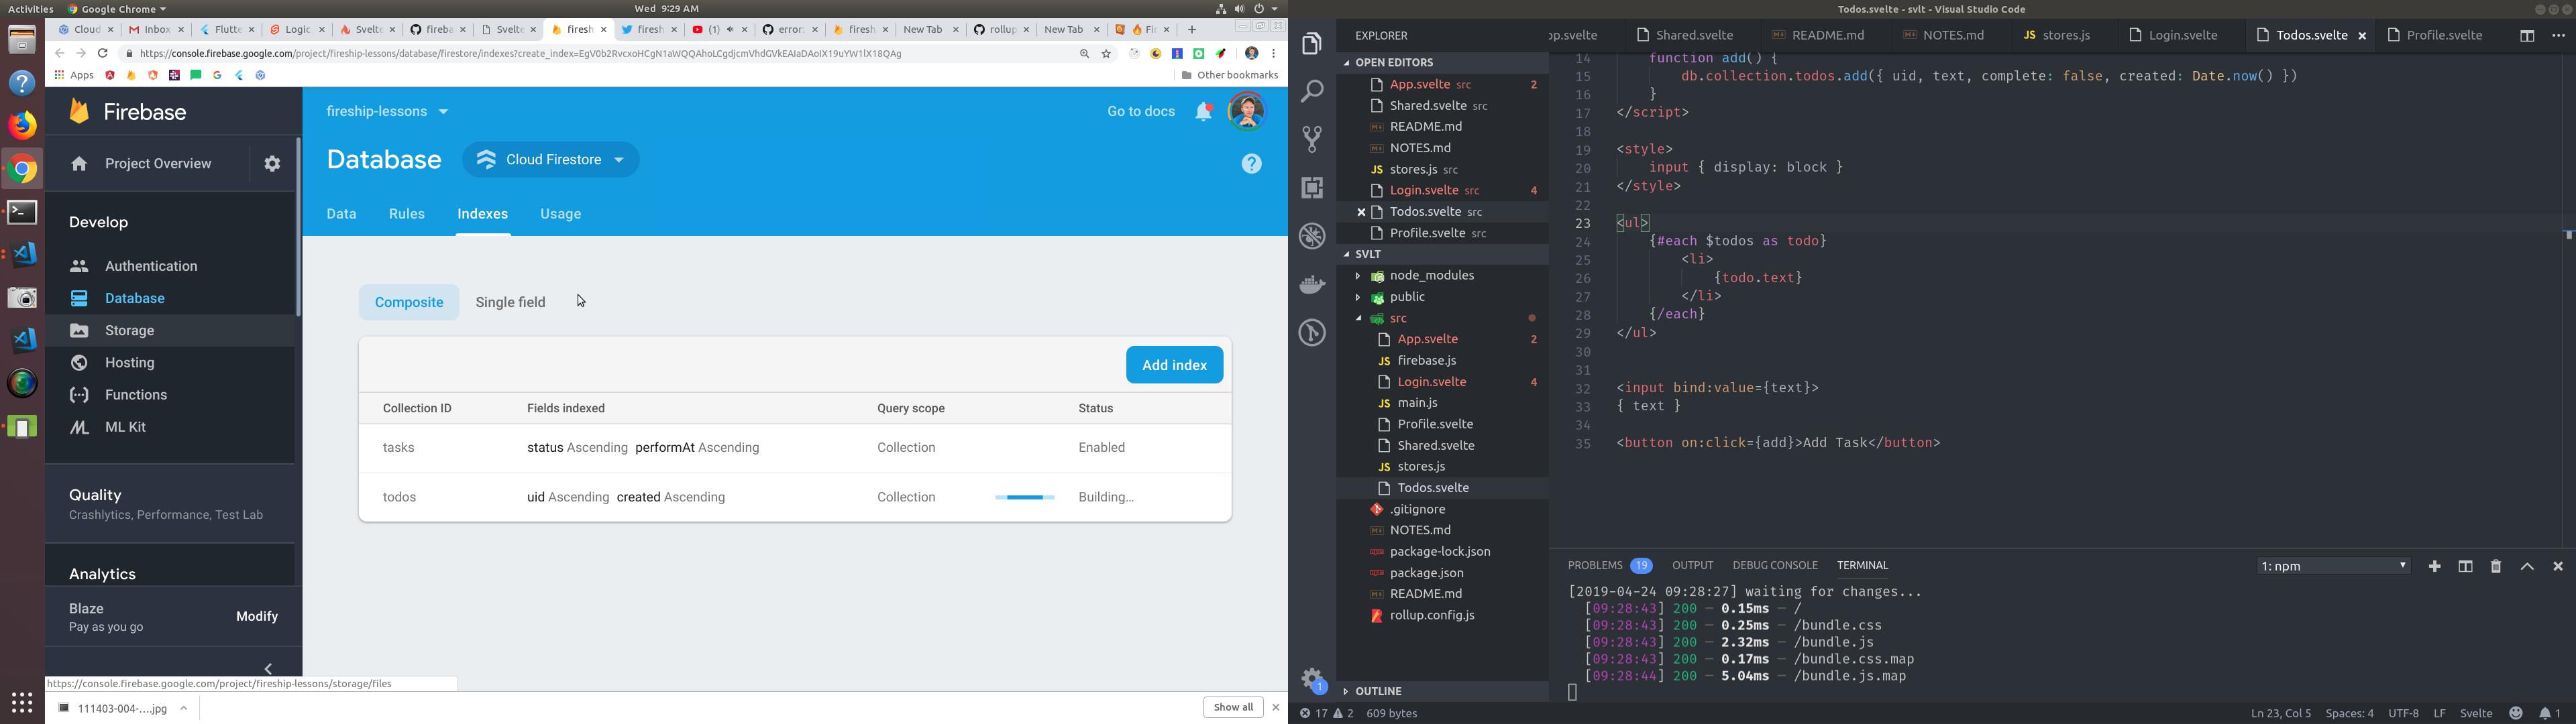 Activities Google Chrome
Wed 9:29 AM
Todos.svelte - svlt - Visual Studio Code
Cloud
Inbox
Flutte
Logic
Svelte
fireba
Svelte
firesh
firesh
(1)
error:
firesh
New Tab
rollup
New Tab
Fir
https://console.firebase.google.com/project/fireship-lessons/database/firestore/indexes?create_index=EgV0b2RvcxoHCgN1aWQQAhoLCgdjcmVhdGVkEAIaDAoIX19uYW1lX18QAg
Apps
Other bookmarks
Firebase
Project Overview
Develop
Authentication
Database
Storage
Hosting
Functions
ML Kit
Quality
Crashlytics, Performance, Test Lab
Analytics
Blaze
Pay as you go
Modify
https://console.firebase.google.com/project/fireship-lessons/storage/files
111403-004-....jpg
Show all
fireship-lessons
Go to docs
Database
Cloud Firestore
Data Rules Indexes Usage
Composite Single field
Add index
Collection ID Fields indexed Query scope Status
tasks status Ascending performAt Ascending Collection Enabled
todos uid Ascending created Ascending Collection Building...
EXPLORER
OPEN EDITORS
App.svelte src 2
Shared.svelte src
README.md
NOTES.md
stores.js src
Login.svelte src 4
Todos.svelte src
Profile.svelte src
SVLT
node_modules
public
src
App.svelte 2
firebase.js
Login.svelte 4
main.js
Profile.svelte
Shared.svelte
stores.js
Todos.svelte
.gitignore
NOTES.md
package-lock.json
package.json
README.md
rollup.config.js
OUTLINE
pp.svelte
Shared.svelte
README.md
NOTES.md
stores.js
Login.svelte
Todos.svelte
Profile.svelte
14 function add() {
15 db.collection.todos.add({ uid, text, complete: false, created: Date.now() })
16 }
17 </script>
18
19 <style>
20 input { display: block }
21 </style>
22
23 <ul>
24 {#each $todos as todo}
25 <li>
26 {todo.text}
27 </li>
28 {/each}
29 </ul>
30
31
32 <input bind:value={text}>
33 { text }
34
35 <button on:click={add}>Add Task</button>
PROBLEMS 19 OUTPUT DEBUG CONSOLE TERMINAL
1: npm
[2019-04-24 09:28:27] waiting for changes...
[09:28:43] 200 — 0.15ms — /
[09:28:43] 200 — 0.25ms — /bundle.css
[09:28:43] 200 — 2.32ms — /bundle.js
[09:28:43] 200 — 0.17ms — /bundle.css.map
[09:28:44] 200 — 5.04ms — /bundle.js.map
1
17 2 609 bytes
Ln 23, Col 5 Spaces: 4 UTF-8 LF Svelte 1